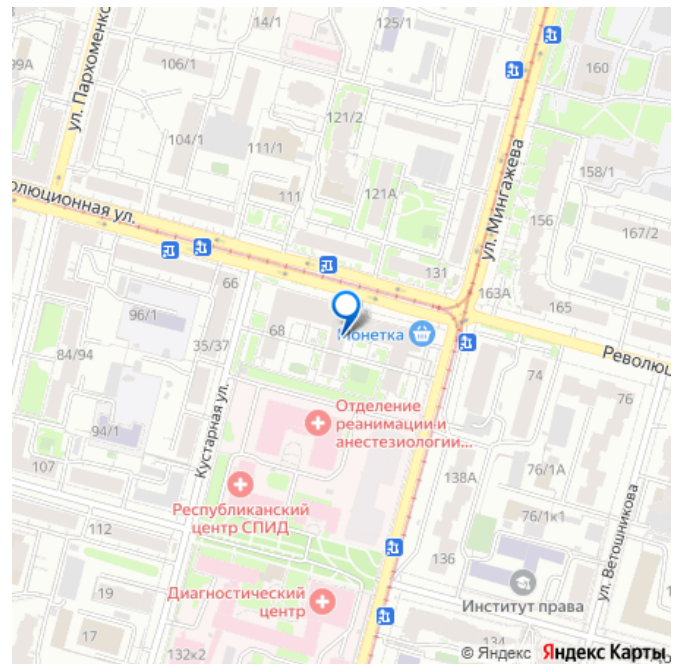 14/1
125/1
99А
ул. Пархоменко
106/1
160
121/2
104/1
111/1
ул. Мингажева
158/1
111
121А
олюционная ул.
156
167/2
131
66
163А
165
96/1
68
Монетка
35/37
Революц
84/94
74
76
Отделение
реанимации и
анестезиологии...
Кустарная ул.
94/1
107
138А
76/1А
Республиканский
центр СПИД
76/1к1
ул. Ветошникова
112
136
19
Диагностический
центр
Институт права
17
132к2
134
© Яндекс Яндекс Карты